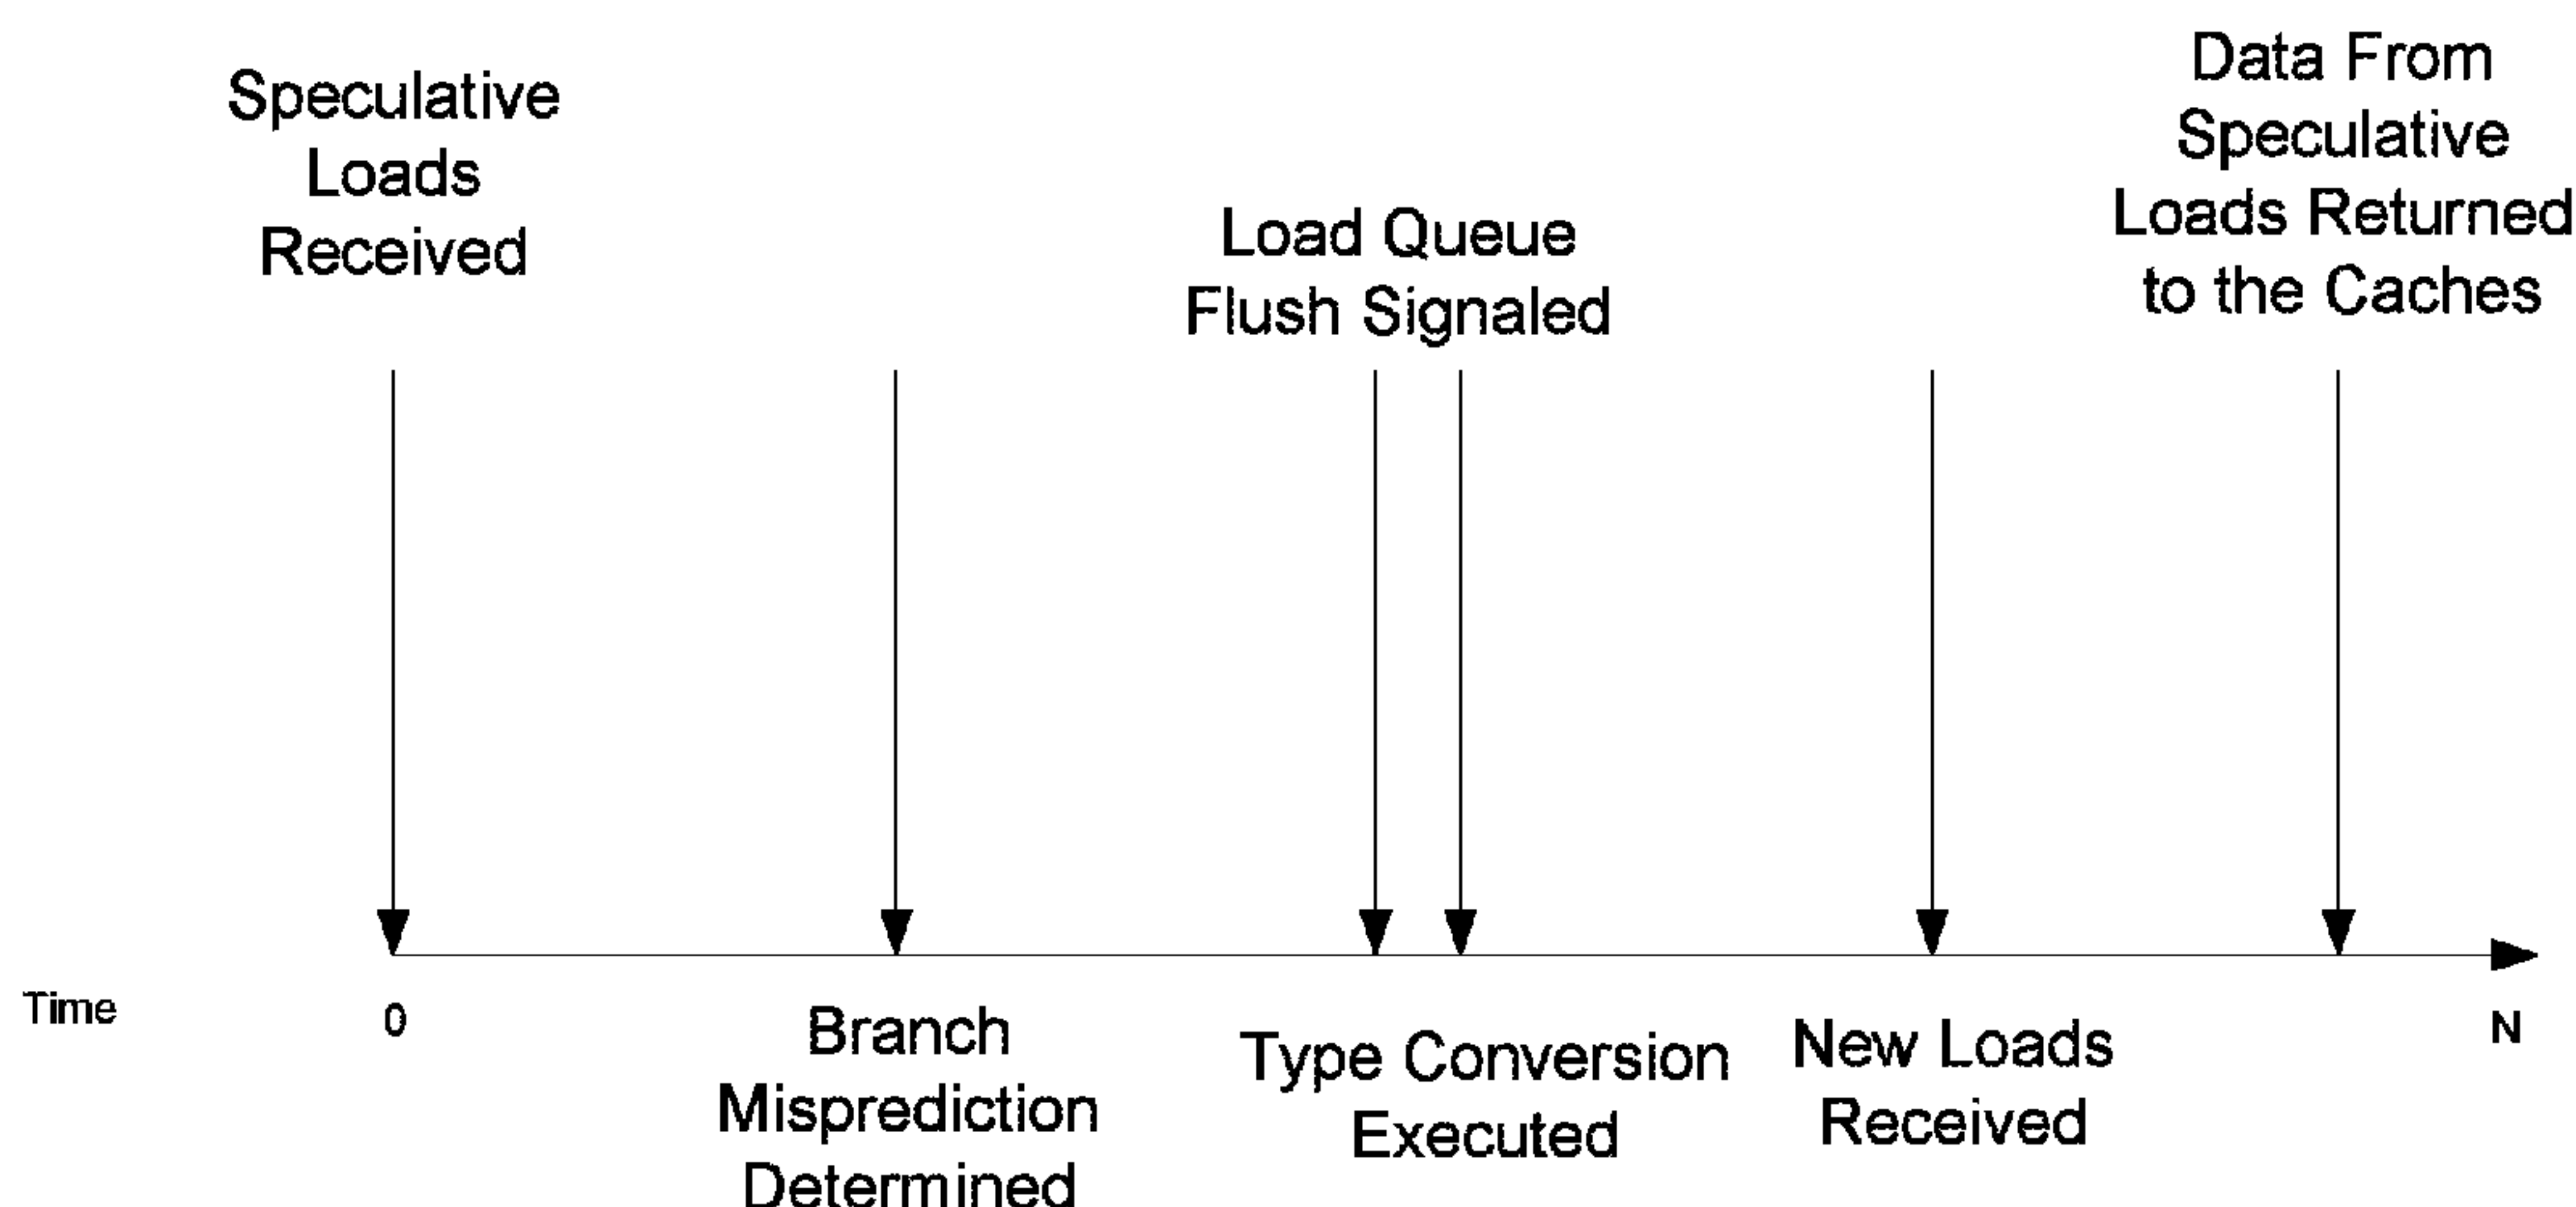 Speculative
Loads
Received
Load Queue
Flush Signaled
Data From
Speculative
Loads Returned
to the Caches
Time
0
Branch
Misprediction
Determined
Type Conversion
Executed
New Loads
Received
N